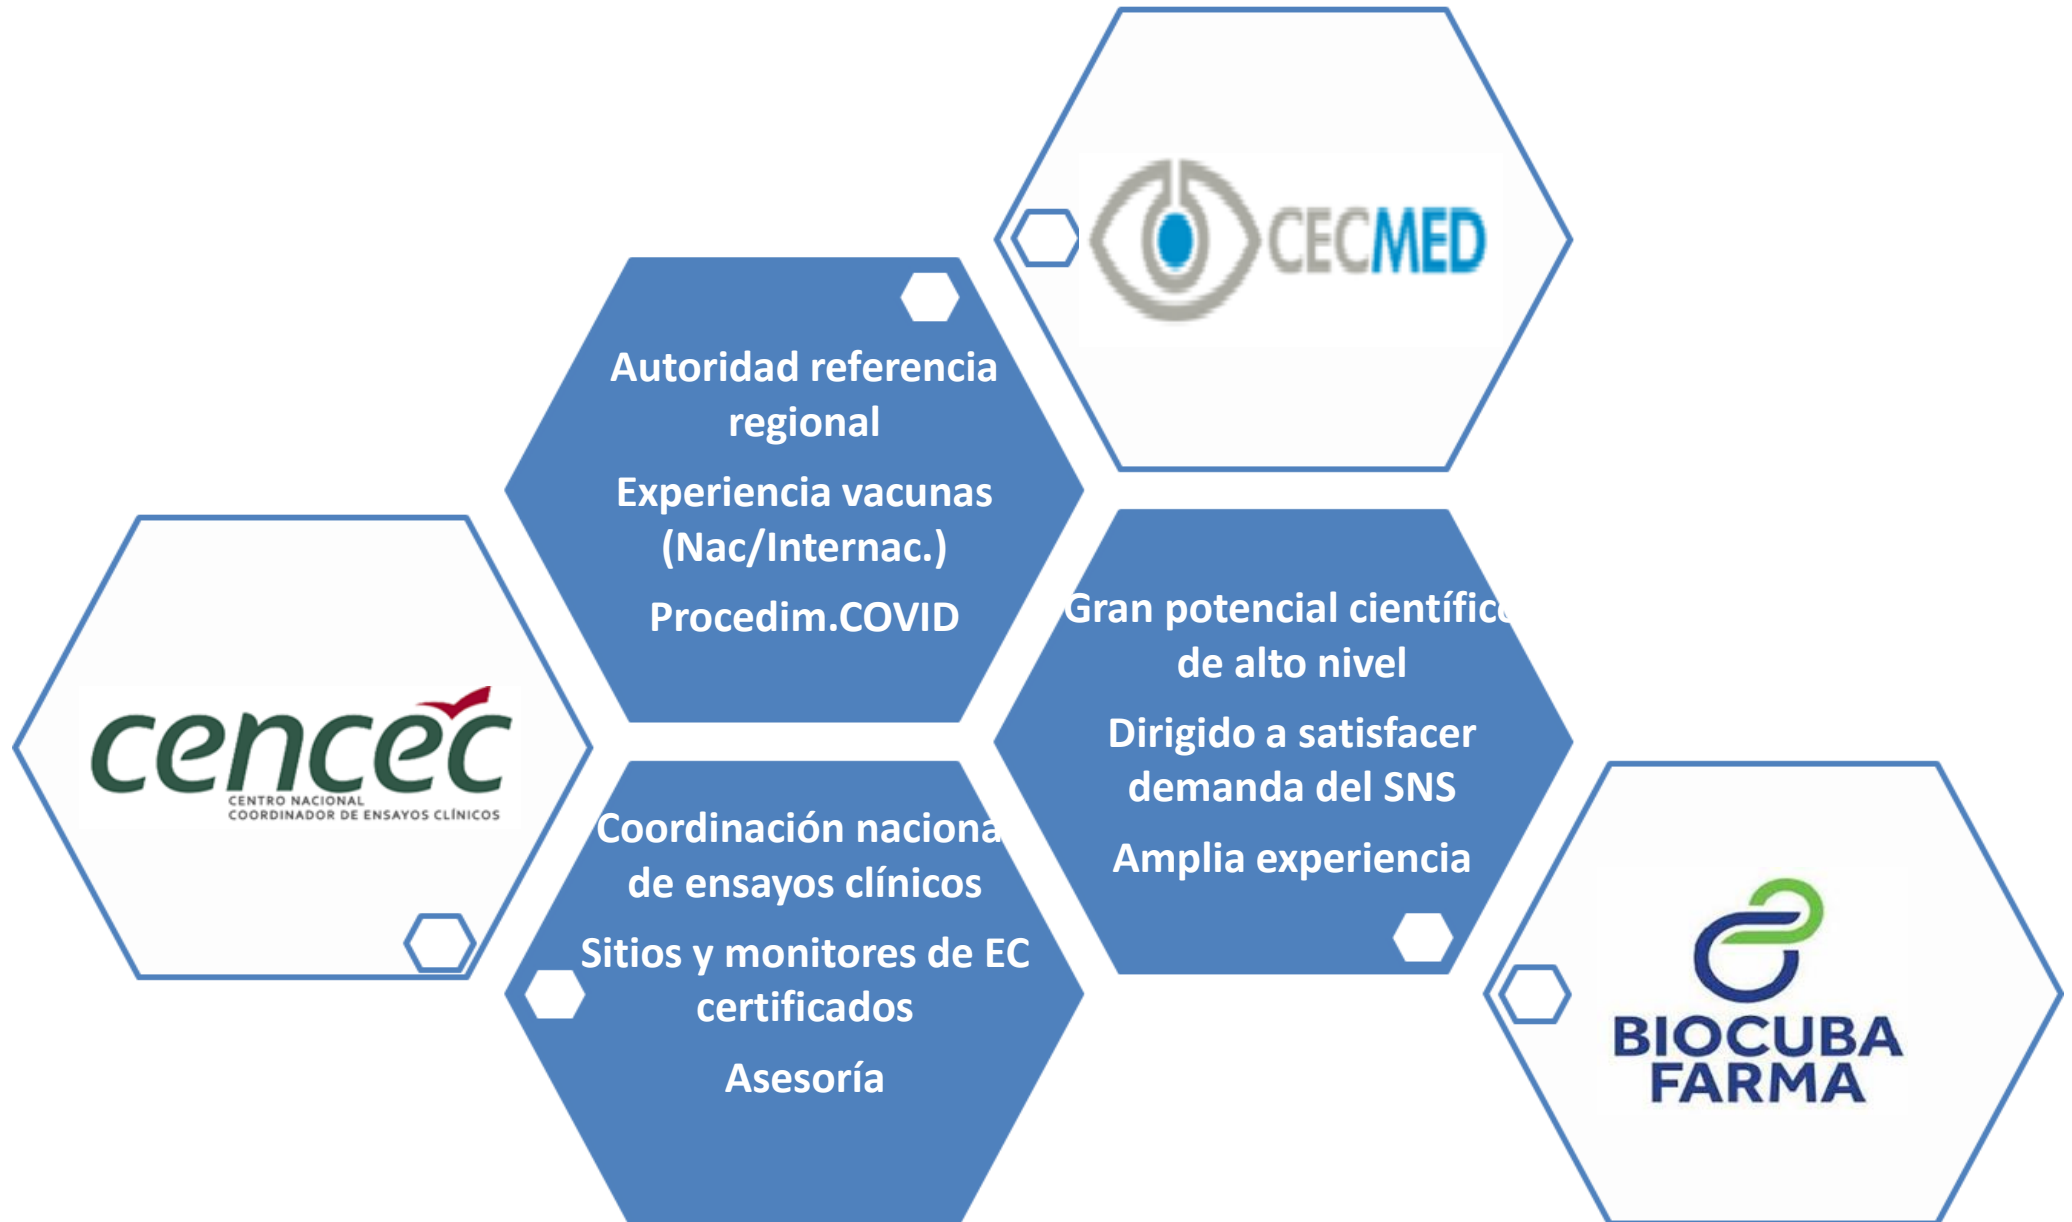 CECMED
Autoridad referencia
regional
Experiencia vacunas
(Nac/Internac.)
Procedim.COVID
Gran potencial científico
de alto nivel
Dirigido a satisfacer
demanda del SNS
Amplia experiencia
cencec
CENTRO NACIONAL
COORDINADOR DE ENSAYOS CLÍNICOS
Coordinación nacional
de ensayos clínicos
Sitios y monitores de EC
certificados
Asesoría
BIOCUBA
FARMA